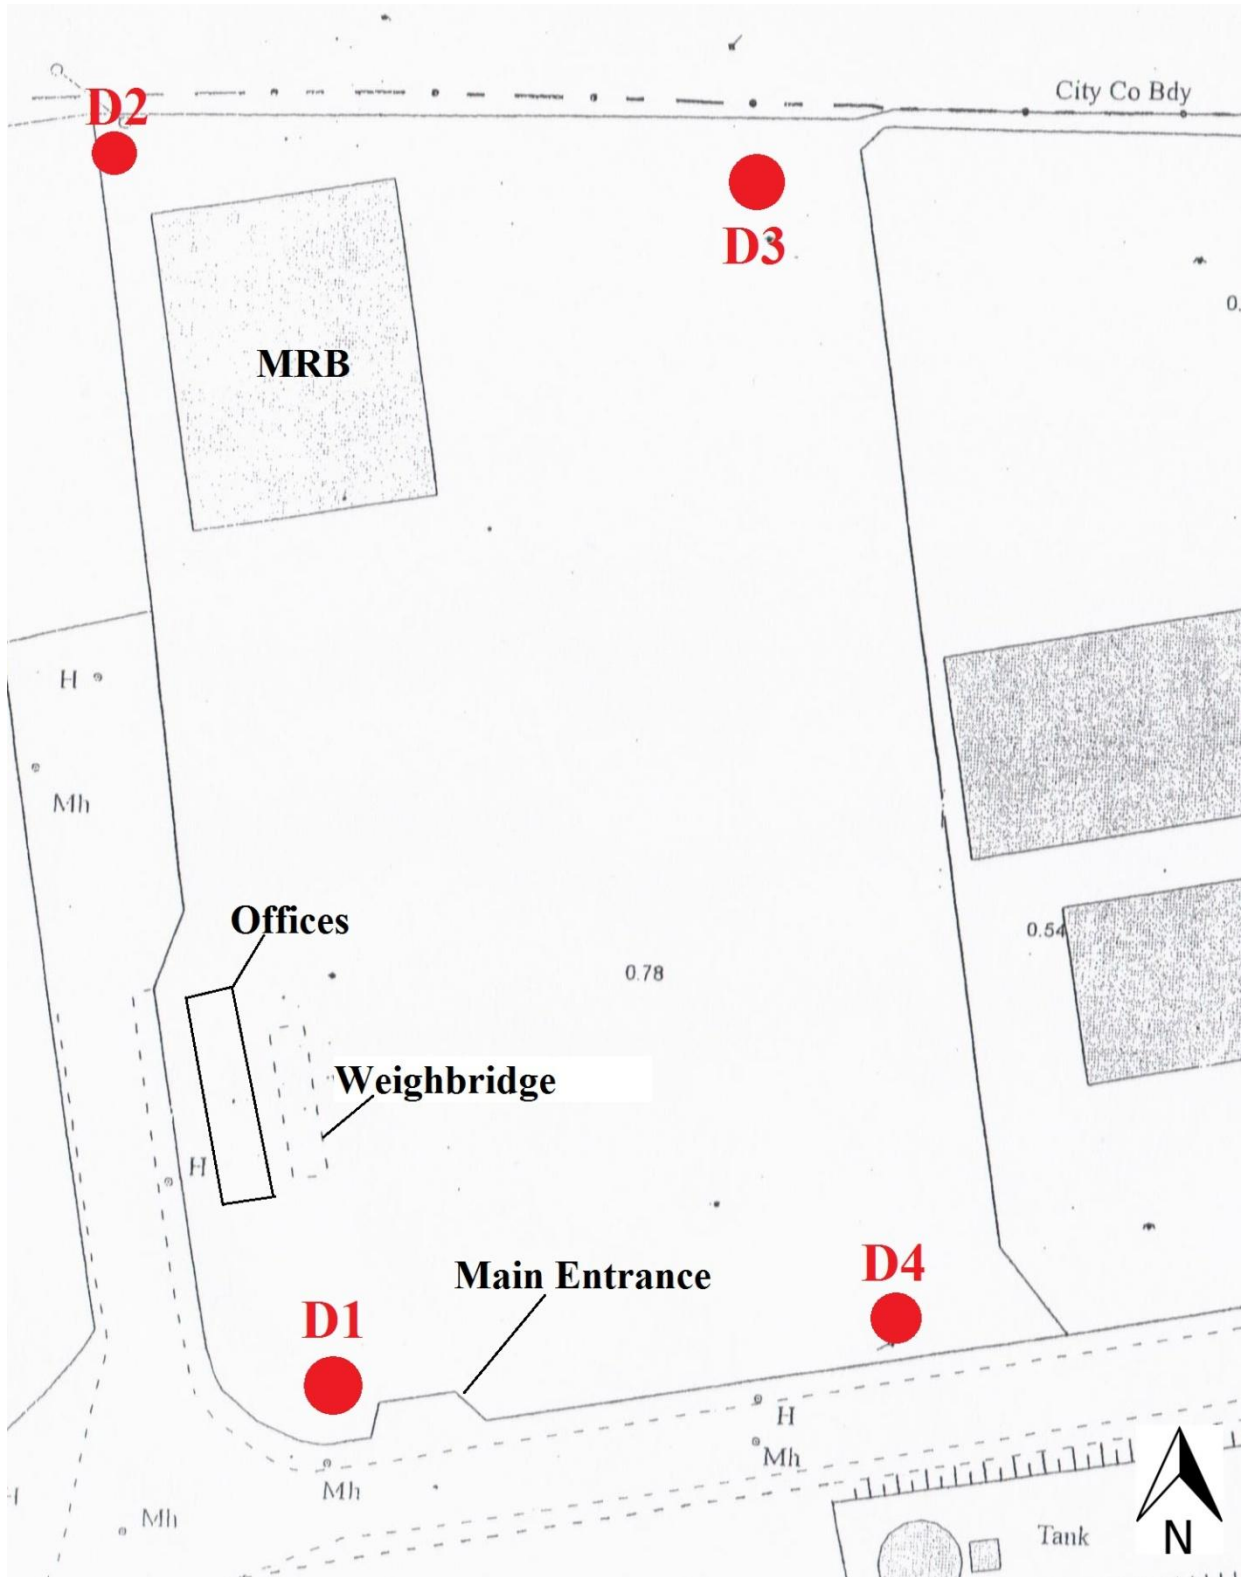 City Co Bdy
D2
D3
MRB
H
Mh
Offices
0.78
0.54
Weighbridge
H
Main Entrance
D4
D1
H
Mh
Mh
Mh
Tank
N